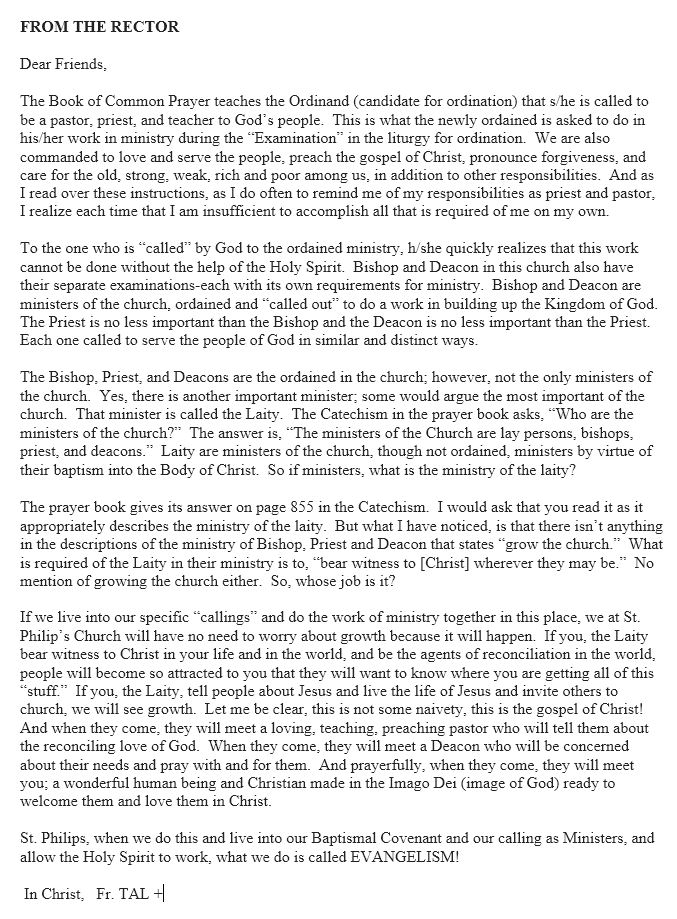 FROM THE RECTOR
Dear Friends,
The Book of Common Prayer teaches the Ordinand (candidate for ordination) that s/he is called to
be a pastor, priest, and teacher to God’s people.  This is what the newly ordained is asked to do in
his/her work in ministry during the “Examination” in the liturgy for ordination.  We are also
commanded to love and serve the people, preach the gospel of Christ, pronounce forgiveness, and
care for the old, strong, weak, rich and poor among us, in addition to other responsibilities.  And as
I read over these instructions, as I do often to remind me of my responsibilities as priest and pastor,
I realize each time that I am insufficient to accomplish all that is required of me on my own.
To the one who is “called” by God to the ordained ministry, h/she quickly realizes that this work
cannot be done without the help of the Holy Spirit.  Bishop and Deacon in this church also have
their separate examinations-each with its own requirements for ministry.  Bishop and Deacon are
ministers of the church, ordained and “called out” to do a work in building up the Kingdom of God.
The Priest is no less important than the Bishop and the Deacon is no less important than the Priest.
Each one called to serve the people of God in similar and distinct ways.
The Bishop, Priest, and Deacons are the ordained in the church; however, not the only ministers of
the church.  Yes, there is another important minister; some would argue the most important of the
church.  That minister is called the Laity.  The Catechism in the prayer book asks, “Who are the
ministers of the church?”  The answer is, “The ministers of the Church are lay persons, bishops,
priest, and deacons.”  Laity are ministers of the church, though not ordained, ministers by virtue of
their baptism into the Body of Christ.  So if ministers, what is the ministry of the laity?
The prayer book gives its answer on page 855 in the Catechism.  I would ask that you read it as it
appropriately describes the ministry of the laity.  But what I have noticed, is that there isn’t anything
in the descriptions of the ministry of Bishop, Priest and Deacon that states “grow the church.”  What
is required of the Laity in their ministry is to, “bear witness to [Christ] wherever they may be.”  No
mention of growing the church either.  So, whose job is it?
If we live into our specific “callings” and do the work of ministry together in this place, we at St.
Philip’s Church will have no need to worry about growth because it will happen.  If you, the Laity
bear witness to Christ in your life and in the world, and be the agents of reconciliation in the world,
people will become so attracted to you that they will want to know where you are getting all of this
“stuff.”  If you, the Laity, tell people about Jesus and live the life of Jesus and invite others to
church, we will see growth.  Let me be clear, this is not some naivety, this is the gospel of Christ!
And when they come, they will meet a loving, teaching, preaching pastor who will tell them about
the reconciling love of God.  When they come, they will meet a Deacon who will be concerned
about their needs and pray with and for them.  And prayerfully, when they come, they will meet
you; a wonderful human being and Christian made in the Imago Dei (image of God) ready to
welcome them and love them in Christ.
St. Philips, when we do this and live into our Baptismal Covenant and our calling as Ministers, and
allow the Holy Spirit to work, what we do is called EVANGELISM!
In Christ,   Fr. TAL +